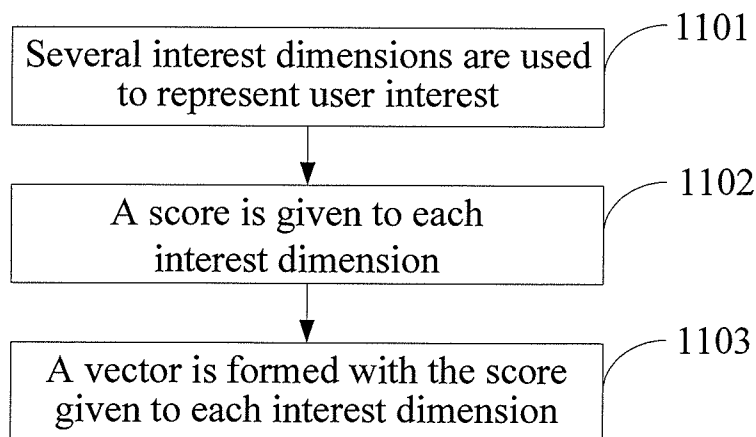 Several interest dimensions are used
to represent user interest
1101
A score is given to each
interest dimension
1102
A vector is formed with the score
given to each interest dimension
1103